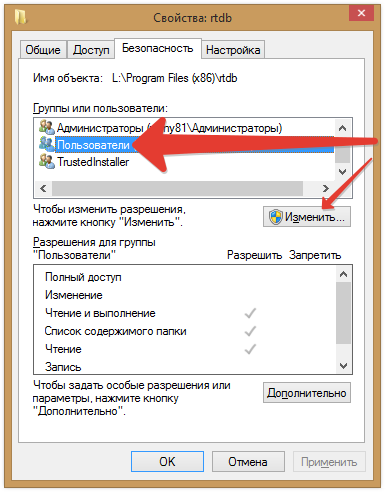 Свойства: rtdb
Общие Доступ Безопасность Настройка
Имя объекта: L:\Program Files (x86)\rtdb
Группы или пользователи:
Администраторы ny81\Администраторы)
Пользователи
TrustedInstaller
Чтобы изменить разрешения,
нажмите кнопку "Изменить".
Изменить...
Разрешения для группы
"Пользователи" Разрешить Запретить
Полный доступ
Изменение
Чтение и выполнение
Список содержимого папки
Чтение
Запись
Чтобы задать особые разрешения или
параметры, нажмите кнопку
"Дополнительно".
Дополнительно
OK Отмена Применить